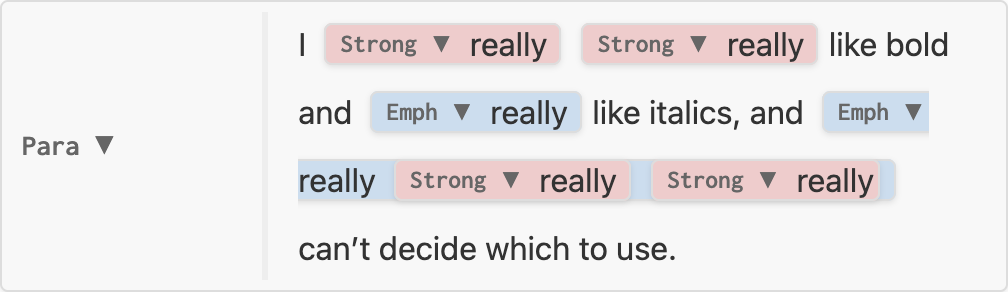 Para ▼
I Strong ▼ really Strong ▼ really like bold
and Emph ▼ really like italics, and Emph ▼
really Strong ▼ really Strong ▼ really
can’t decide which to use.